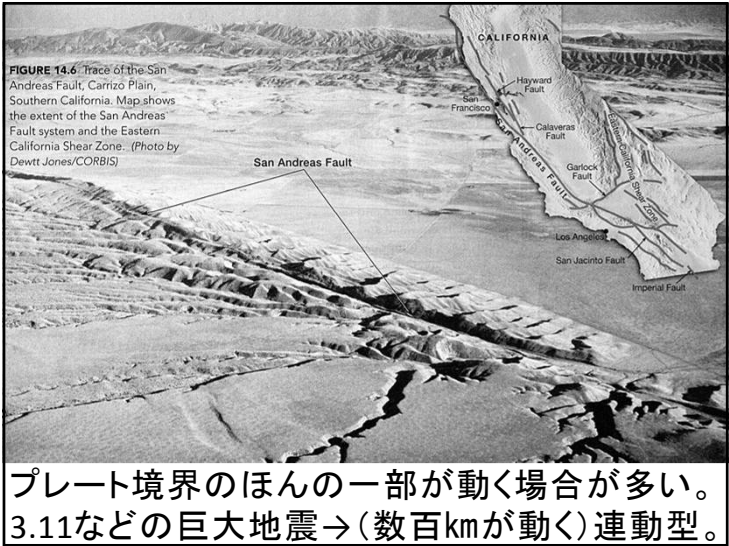 FIGURE 14.6 Trace of the San
Andreas Fault, Carrizo Plain,
Southern California. Map shows
the extent of the San Andreas
Fault system and the Eastern
California Shear Zone. (Photo by
Dewtt Jones/CORBIS)
San Andreas Fault
CALIFORNIA
Hayward
Fault
San
Francisco
Calaveras
Fault
San Andreas Fault
Garlock
Fault
Eastern California Shear Zone
Los Angeles
San Jacinto Fault
Imperial Fault
プレート境界のほんの一部が動く場合が多い。
3.11などの巨大地震→（数百㎞が動く）連動型。